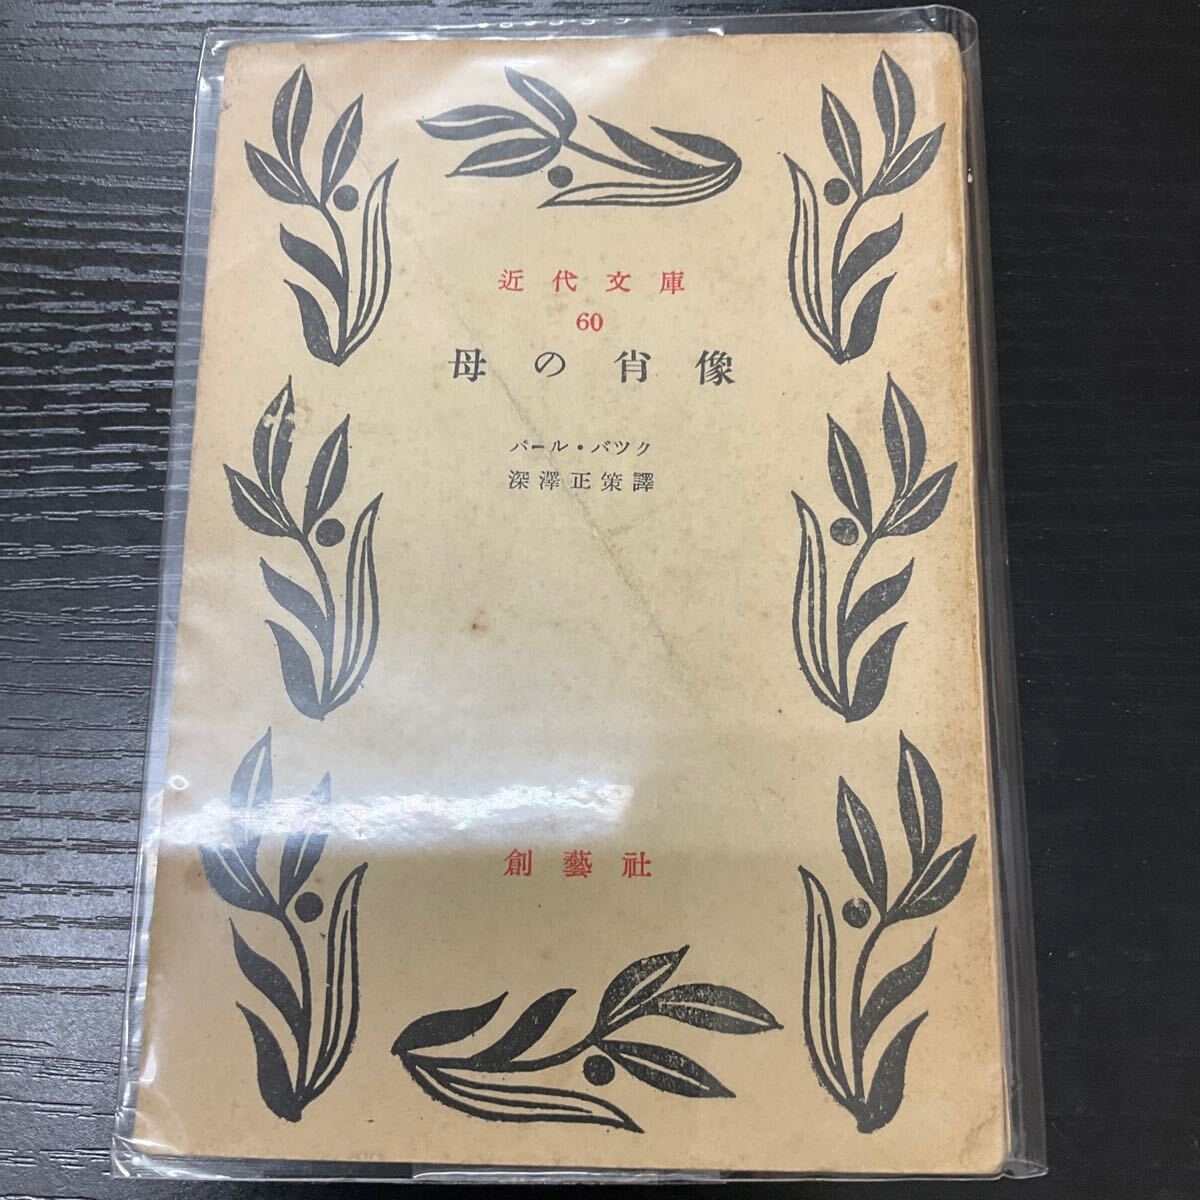 近代文庫
60
母の肖像
パール・バツク
深澤正策譯
創藝社